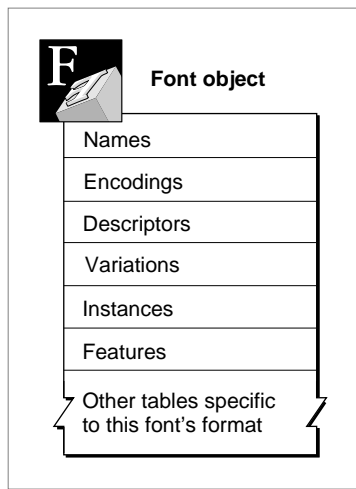 F
Font object
Names
Encodings
Descriptors
Variations
Instances
Features
Other tables specific
to this font’s format